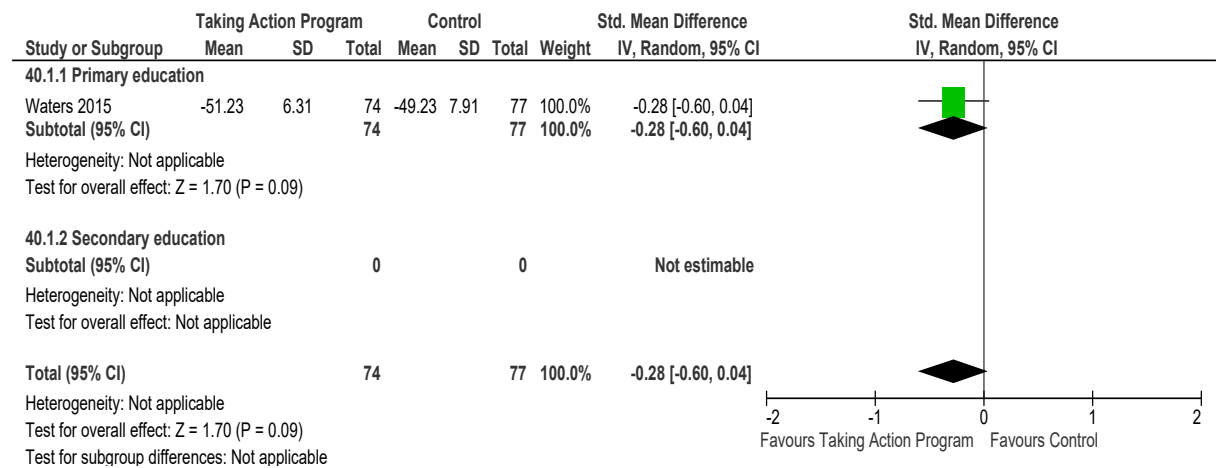 Taking Action Program Control Std. Mean Difference Std. Mean Difference
Study or Subgroup Mean SD Total Mean SD Total Weight IV, Random, 95% CI IV, Random, 95% CI
40.1.1 Primary education
Waters 2015 -51.23 6.31 74 -49.23 7.91 77 100.0% -0.28 [-0.60, 0.04]
Subtotal (95% CI) 74 77 100.0% -0.28 [-0.60, 0.04]
Heterogeneity: Not applicable
Test for overall effect: Z = 1.70 (P = 0.09)
40.1.2 Secondary education
Subtotal (95% CI) 0 0 Not estimable
Heterogeneity: Not applicable
Test for overall effect: Not applicable
Total (95% CI) 74 77 100.0% -0.28 [-0.60, 0.04]
Heterogeneity: Not applicable
Test for overall effect: Z = 1.70 (P = 0.09)
Test for subgroup differences: Not applicable
-2 -1 0 1 2
Favours Taking Action Program Favours Control